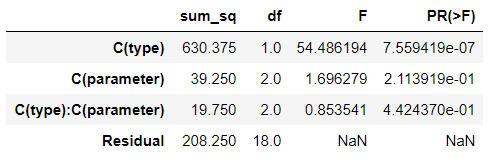 sum_sq df F PR(>F)
C(type) 630.375 1.0 54.486194 7.559419e-07
C(parameter) 39.250 2.0 1.696279 2.113919e-01
C(type):C(parameter) 19.750 2.0 0.853541 4.424370e-01
Residual 208.250 18.0 NaN NaN